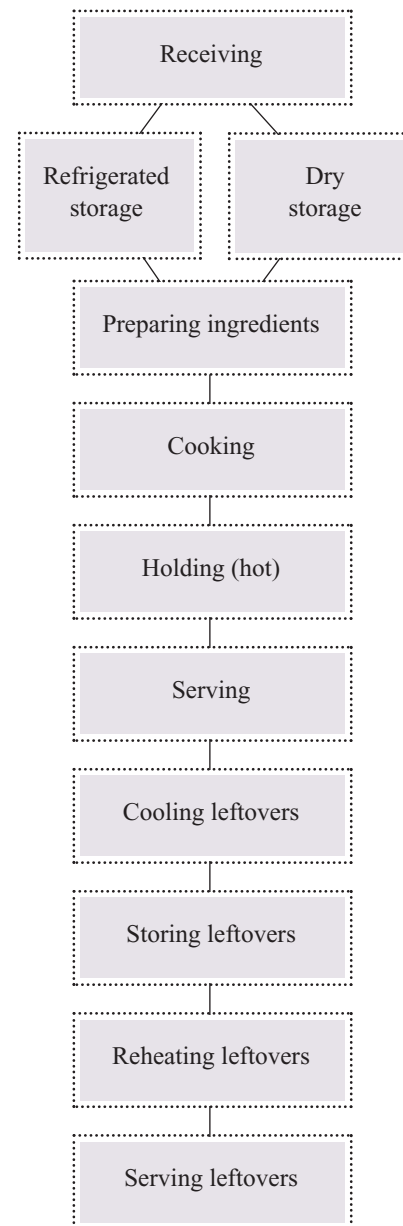 Receiving
Refrigerated
storage
Dry
storage
Preparing ingredients
Cooking
Holding (hot)
Serving
Cooling leftovers
Storing leftovers
Reheating leftovers
Serving leftovers